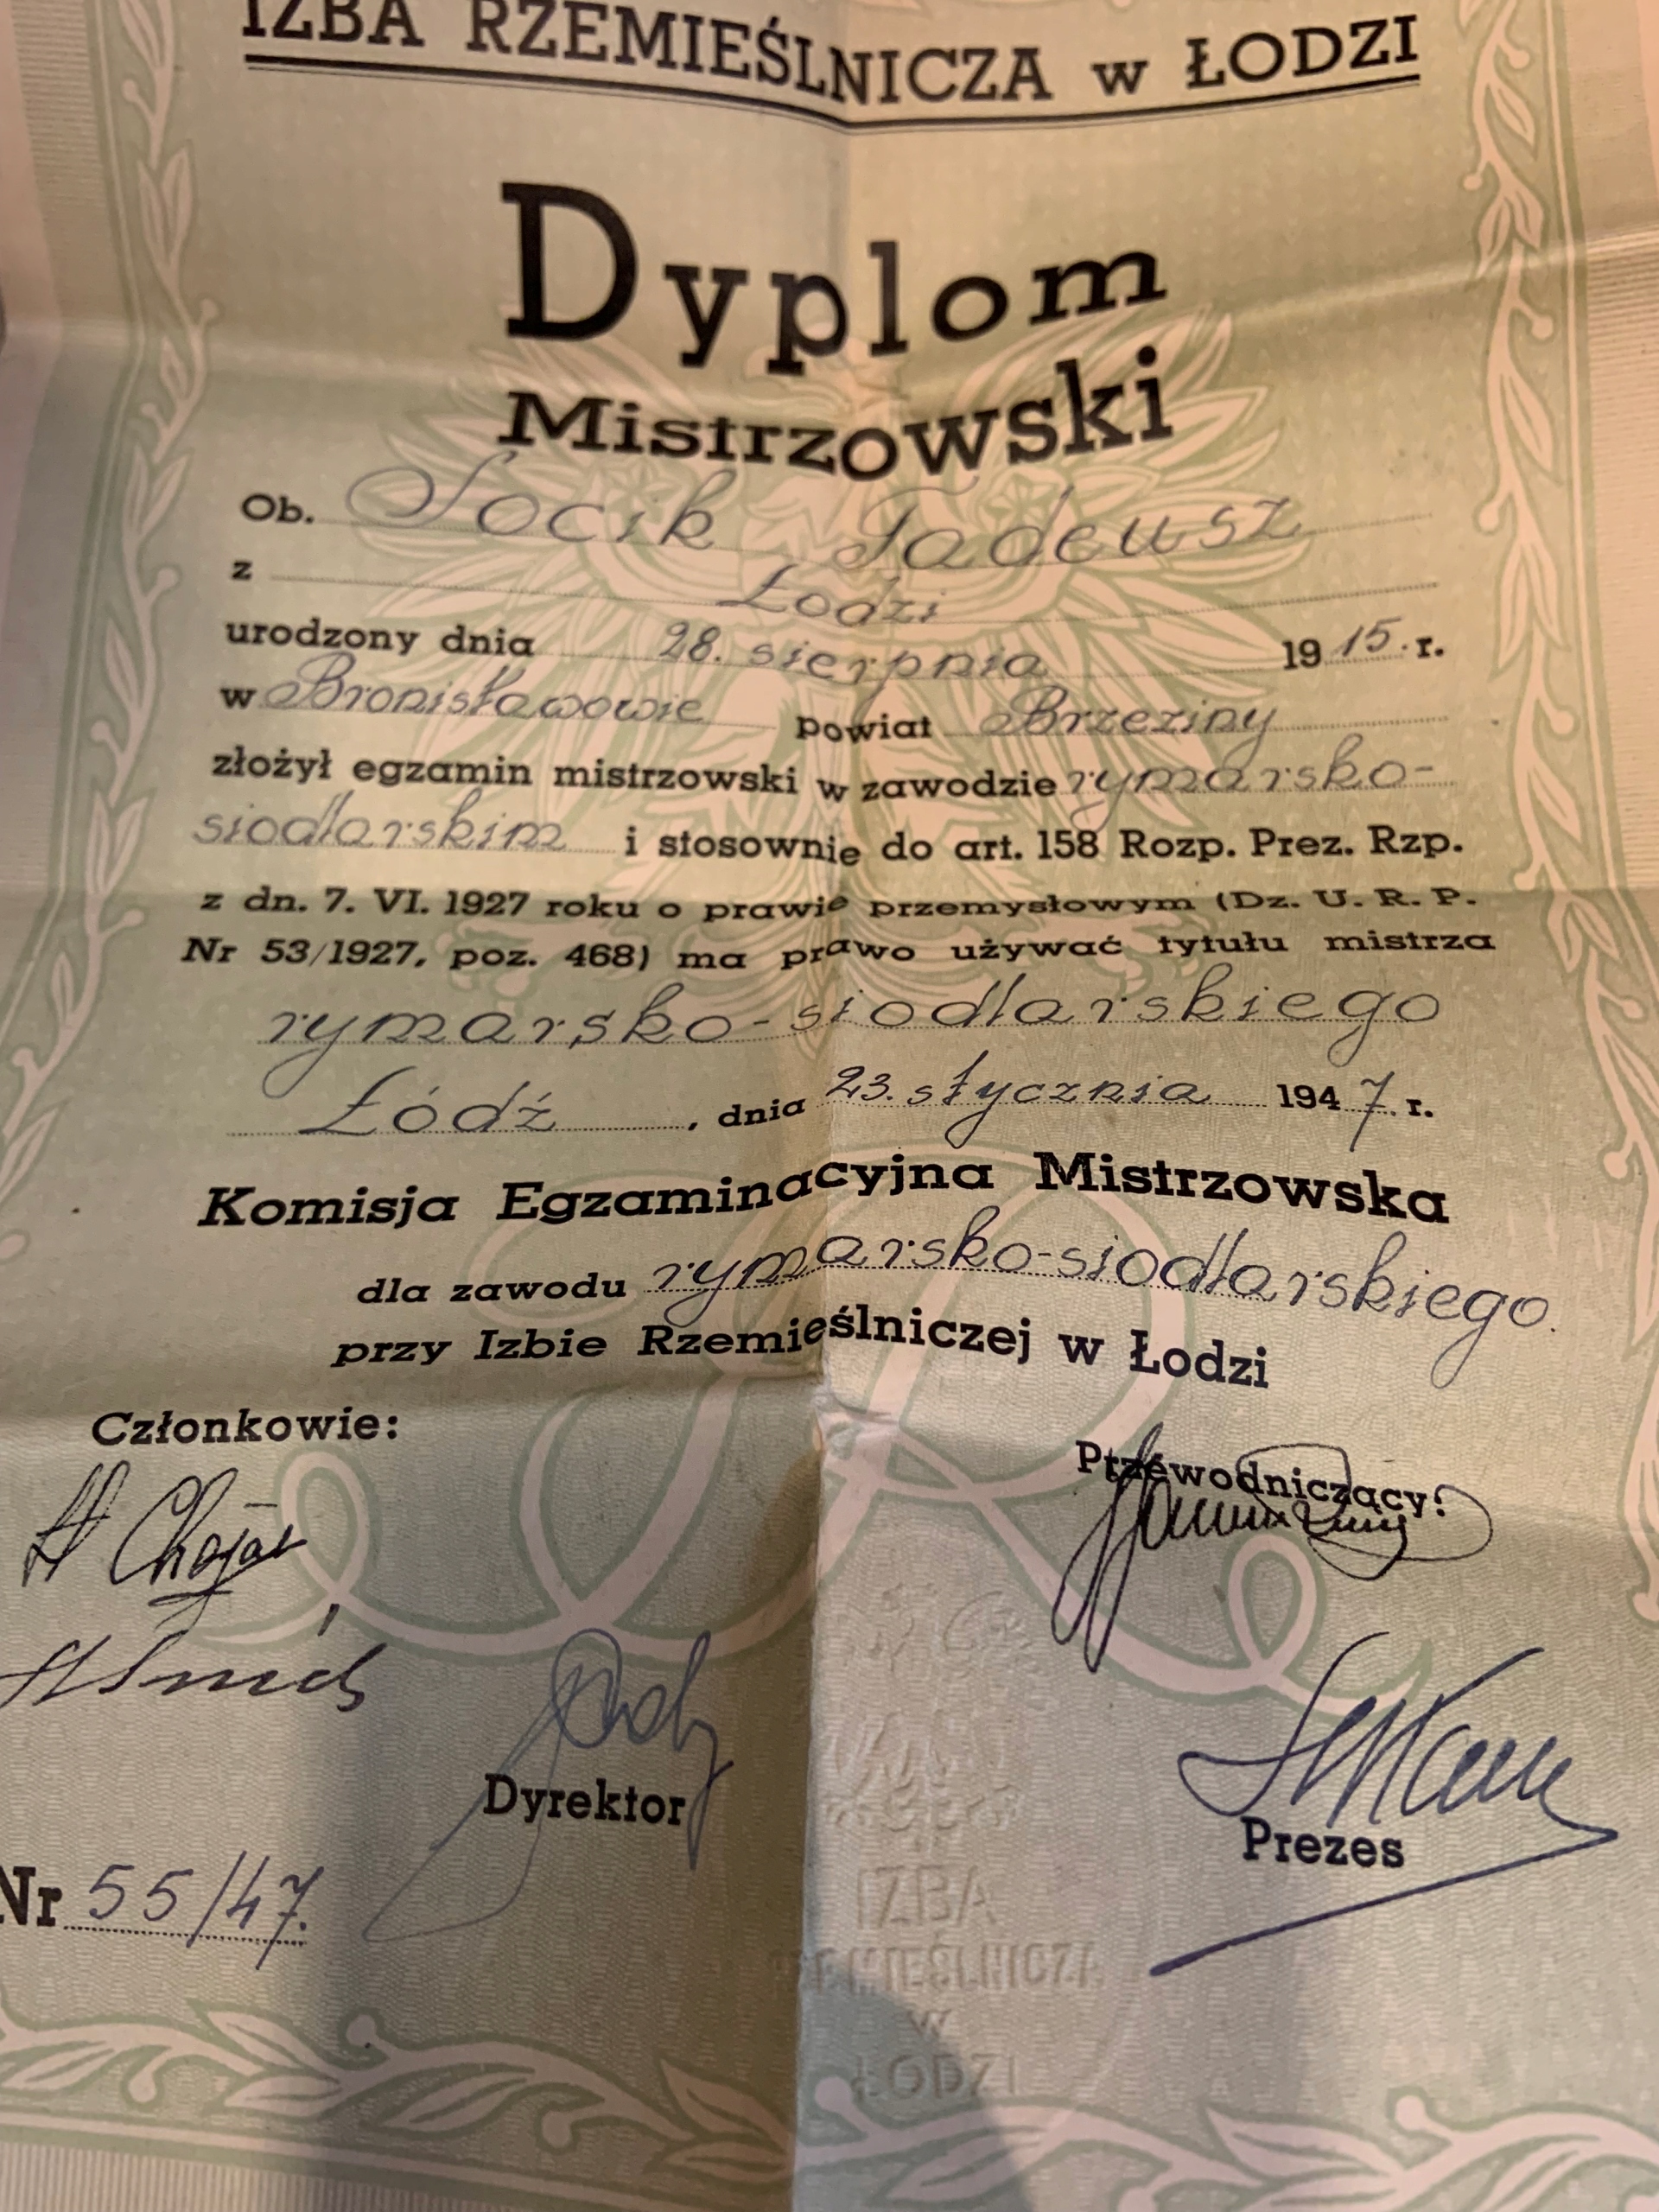 IZBA RZEMIEŚLNICZA w ŁODZI
Dyplom
Mistrzowski
Ob. Socik Tadeusz
z Łodzi
urodzony dnia 28. sierpnia 1915. r.
w Bronisławowie powiat Brzeziny
złożył egzamin mistrzowski w zawodzie rymarsko-
siodlarskim i stosownie do art. 158 Rozp. Prez. Rzp.
z dn. 7. VI. 1927 roku o prawie przemysłowym (Dz. U. R. P.
Nr 53/1927, poz. 468) ma prawo używać tytułu mistrza
rymarsko-siodlarskiego
Łódź, dnia 23. stycznia 1947. r.
Komisja Egzaminacyjna Mistrzowska
dla zawodu rymarsko-siodlarskiego.
przy Izbie Rzemieślniczej w Łodzi
Członkowie:
Przewodniczący:
Dyrektor
Prezes
Nr 55/47.
IZBA
RZEMIEŚLNICZA
W
ŁODZI